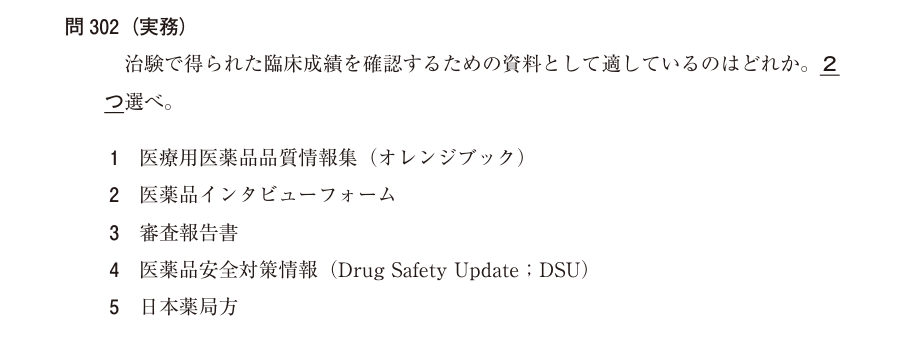 問 302（実務）
治験で得られた臨床成績を確認するための資料として適しているのはどれか。2
つ選べ。
1 医療用医薬品品質情報集（オレンジブック）
2 医薬品インタビューフォーム
3 審査報告書
4 医薬品安全対策情報（Drug Safety Update；DSU）
5 日本薬局方